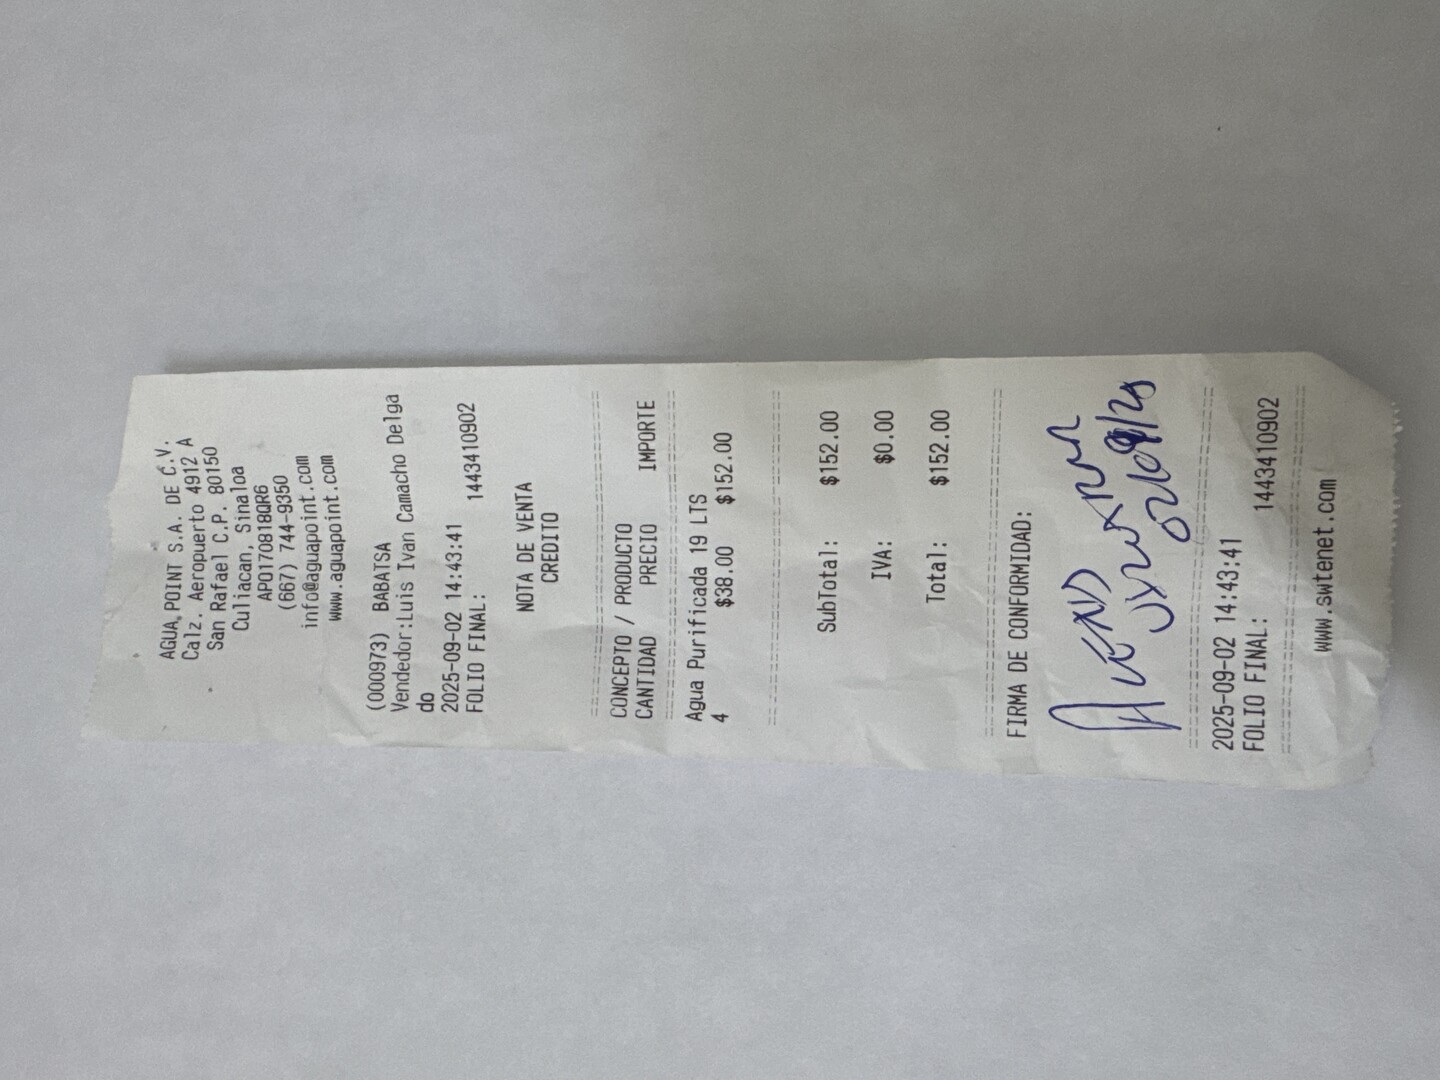 AGUA POINT S.A. DE C.V.
Calz. Aeropuerto 4912 A
San Rafael C.P. 80150
Culiacan, Sinaloa
APO170818QR6
(667) 744-9350
info@aguapoint.com
www.aguapoint.com
(000973) BABATSA
Vendedor:Luis Ivan Camacho Delga
do
2025-09-02 14:43:41
FOLIO FINAL: 1443410902
NOTA DE VENTA
CREDITO
CONCEPTO / PRODUCTO
CANTIDAD PRECIO IMPORTE
Agua Purificada 19 LTS
4 $38.00 $152.00
SubTotal: $152.00
IVA: $0.00
Total: $152.00
FIRMA DE CONFORMIDAD:
2025-09-02 14:43:41
FOLIO FINAL: 1443410902
www.swtenet.com